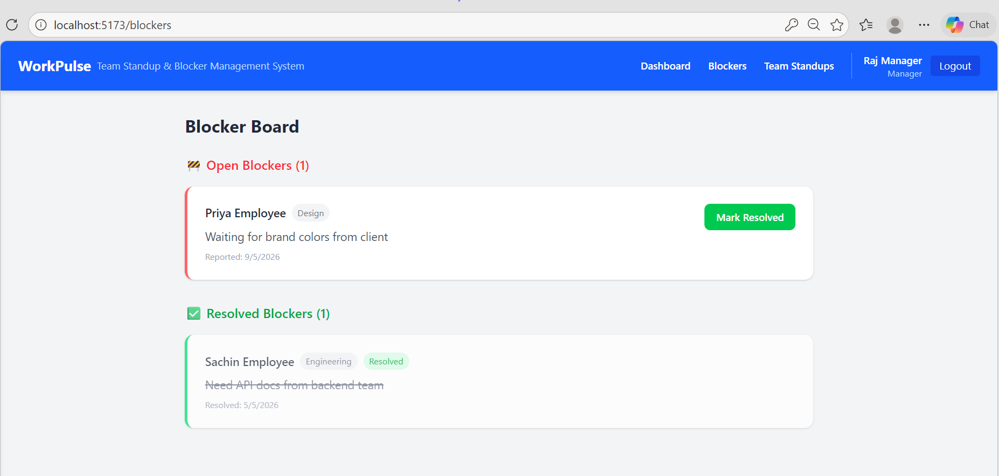 localhost:5173/blockers
Chat
WorkPulse Team Standup & Blocker Management System
Dashboard
Blockers
Team Standups
Raj Manager
Manager
Logout
Blocker Board
Open Blockers (1)
Priya Employee Design
Mark Resolved
Waiting for brand colors from client
Reported: 9/5/2026
Resolved Blockers (1)
Sachin Employee Engineering Resolved
Need API docs from backend team
Resolved: 5/5/2026